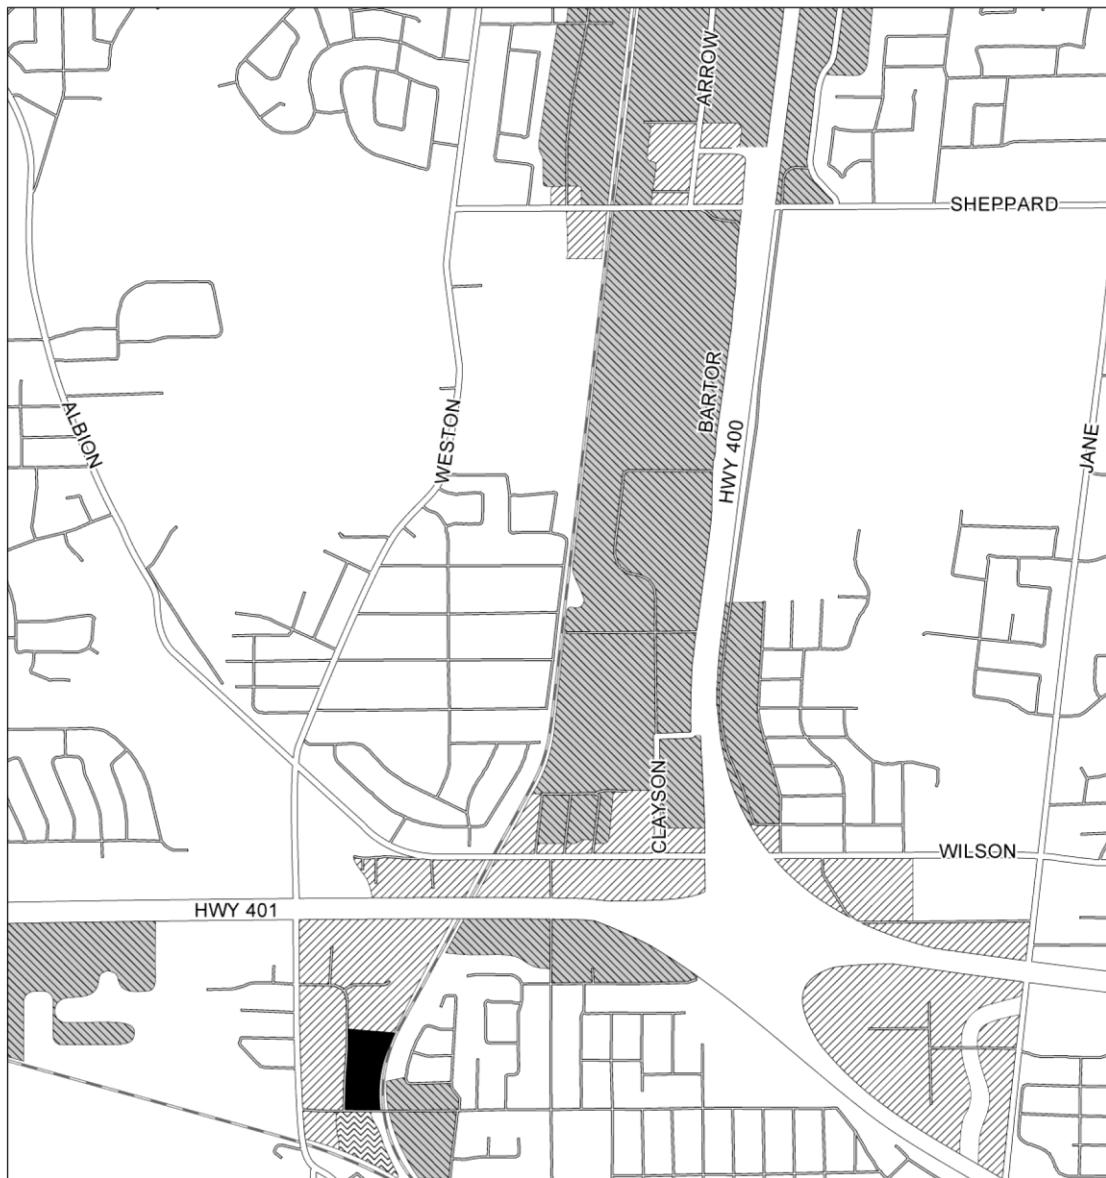 ARROW
SHEPPARD
BARTOR
ALBION
WESTON
JANE
HWY 400
CLAYSON
WILSON
HWY 401